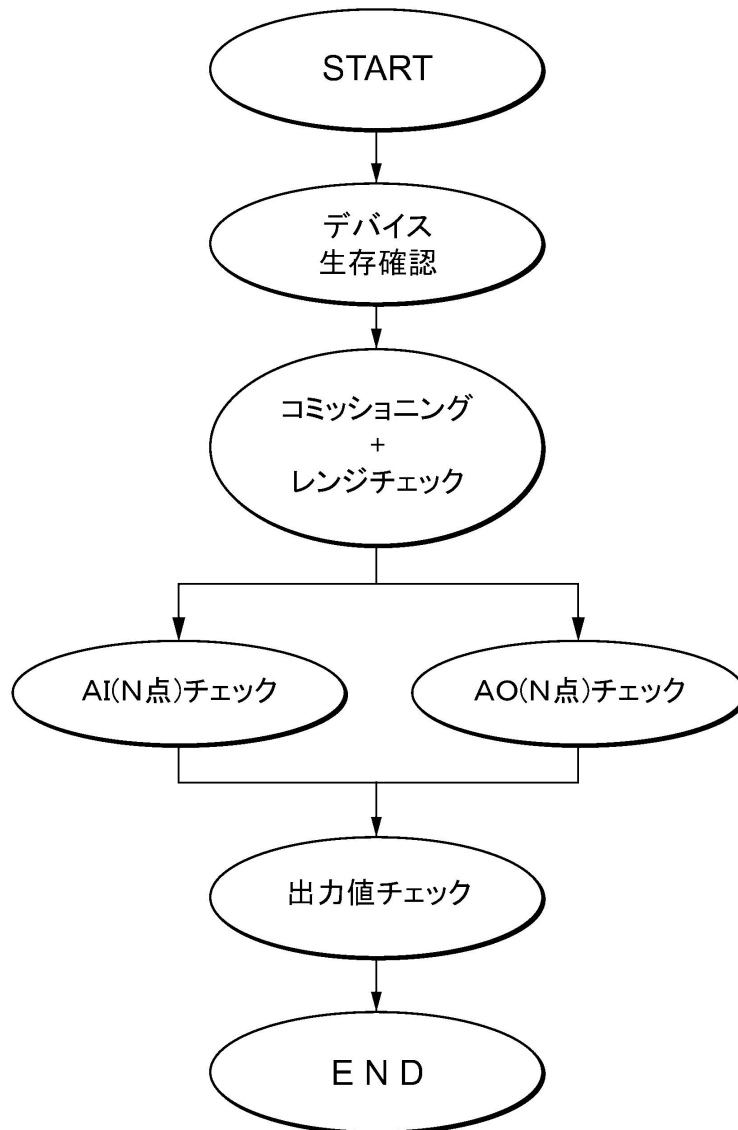 START
デバイス
生存確認
コミッショニング
+
レンジチェック
AI(N点)チェック
AO(N点)チェック
出力値チェック
E N D